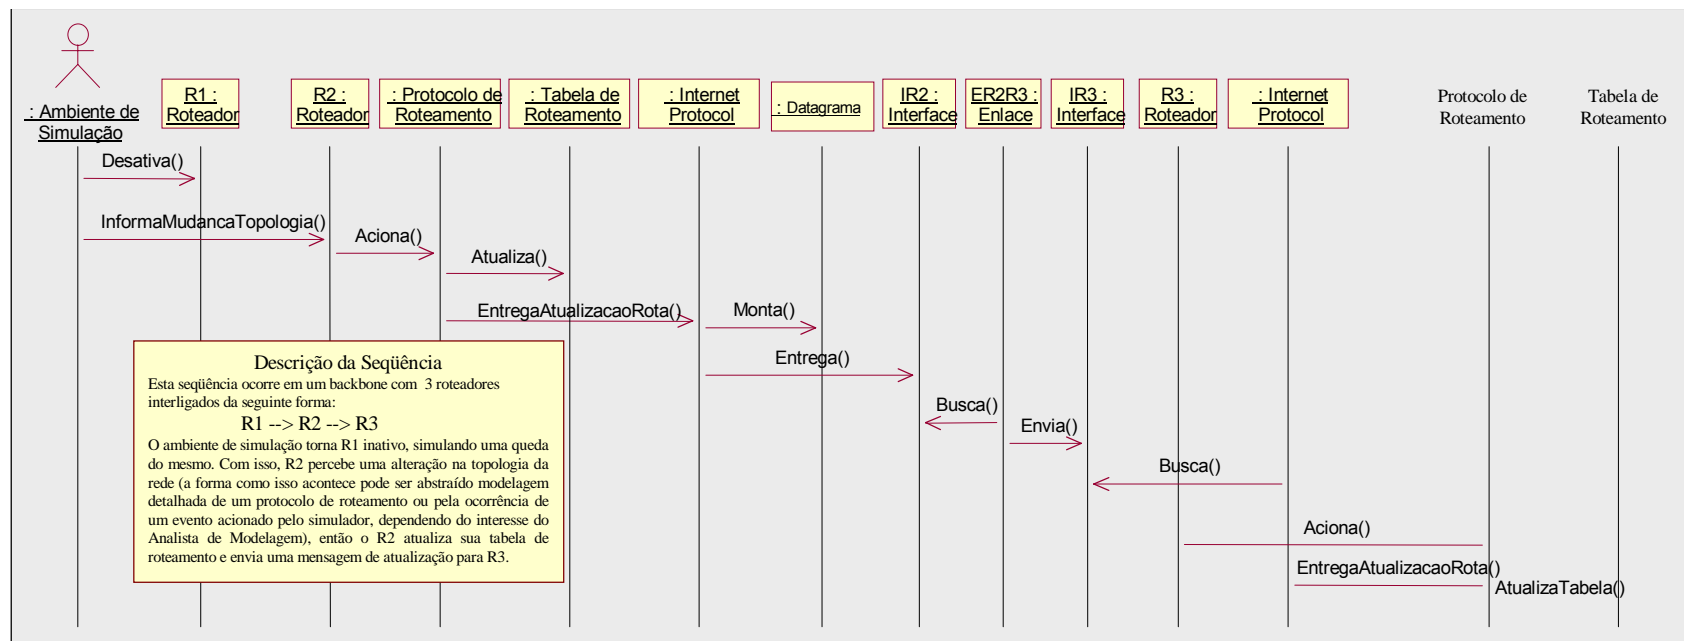 : Ambiente de
Simulação
R1 :
Roteador
R2 :
Roteador
: Protocolo de
Roteamento
: Tabela de
Roteamento
: Internet
Protocol
: Datagrama
IR2 :
Interface
ER2R3 :
Enlace
IR3 :
Interface
R3 :
Roteador
: Internet
Protocol
Protocolo de
Roteamento
Tabela de
Roteamento
Desativa()
InformaMudancaTopologia()
Aciona()
Atualiza()
EntregaAtualizacaoRota()
Monta()
Entrega()
Busca()
Envia()
Busca()
Aciona()
EntregaAtualizacaoRota()
AtualizaTabela()
Descrição da Seqüência
Esta seqüência ocorre em um backbone com 3 roteadores
interligados da seguinte forma:
R1 --> R2 --> R3
O ambiente de simulação torna R1 inativo, simulando uma queda
do mesmo. Com isso, R2 percebe uma alteração na topologia da
rede (a forma como isso acontece pode ser abstraído modelagem
detalhada de um protocolo de roteamento ou pela ocorrência de
um evento acionado pelo simulador, dependendo do interesse do
Analista de Modelagem), então o R2 atualiza sua tabela de
roteamento e envia uma mensagem de atualização para R3.